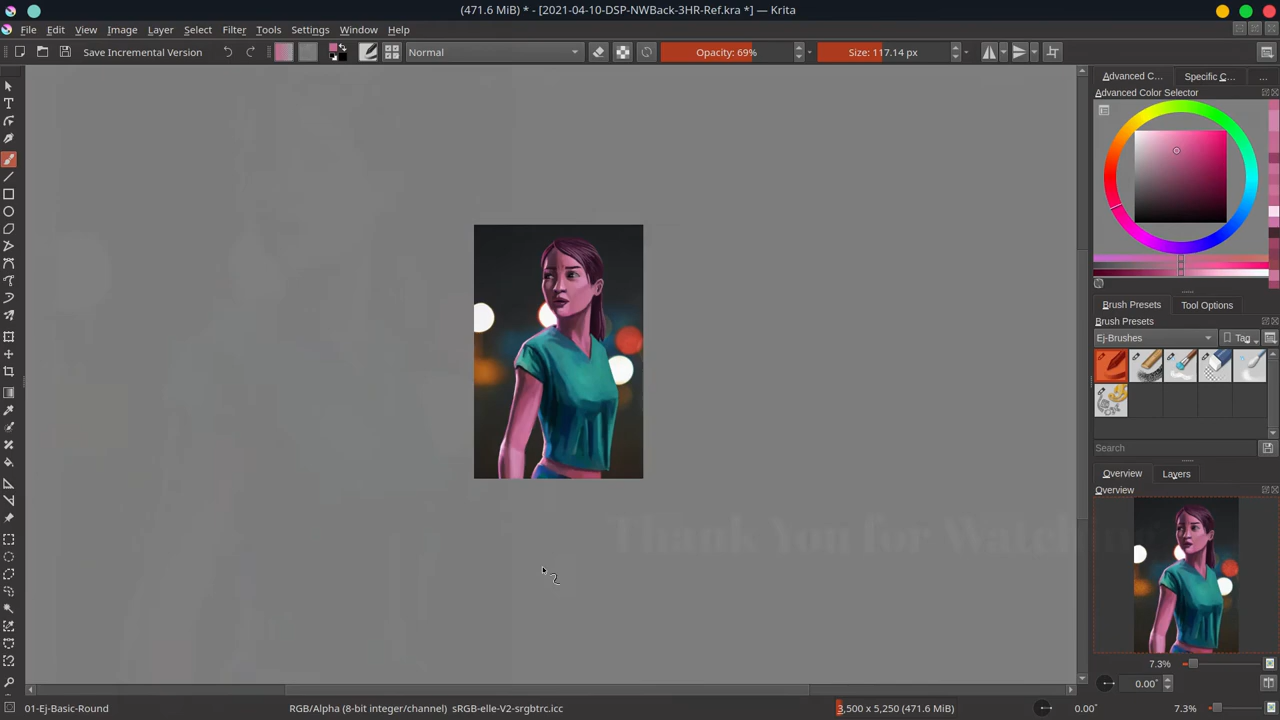 (471.6 MiB) * - [2021-04-10-DSP-NWBack-3HR-Ref.kra *] — Krita
File Edit View Image Layer Select Filter Tools Settings Window Help
Save Incremental Version Normal Opacity: 69% Size: 117.14 px
Advanced C... Specific C... ...
Advanced Color Selector
Brush Presets Tool Options
Brush Presets
Ej-Brushes Tag
Search
Overview Layers
Overview
Thank You for Watching
7.3%
0.00°
01-Ej-Basic-Round RGB/Alpha (8-bit integer/channel) sRGB-elle-V2-srgbtrc.icc 3,500 x 5,250 (471.6 MiB) 0.00° 7.3%